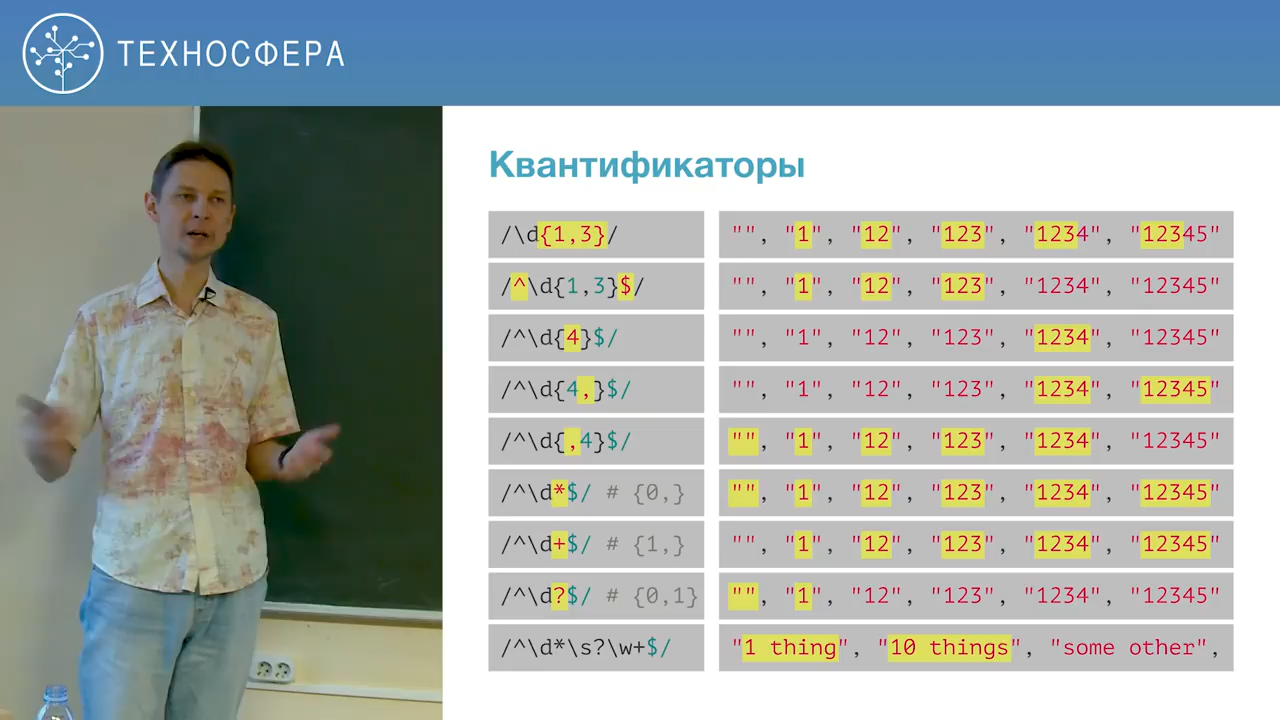 ТЕХНОСФЕРА
Квантификаторы
/\d{1,3}/ "", "1", "12", "123", "1234", "12345"
/^\d{1,3}$/ "", "1", "12", "123", "1234", "12345"
/^\d{4}$/ "", "1", "12", "123", "1234", "12345"
/^\d{4,}$/ "", "1", "12", "123", "1234", "12345"
/^\d{,4}$/ "", "1", "12", "123", "1234", "12345"
/^\d*$/ # {0,} "", "1", "12", "123", "1234", "12345"
/^\d+$/ # {1,} "", "1", "12", "123", "1234", "12345"
/^\d?$/ # {0,1} "", "1", "12", "123", "1234", "12345"
/^\d*\s?\w+$/ "1 thing", "10 things", "some other",